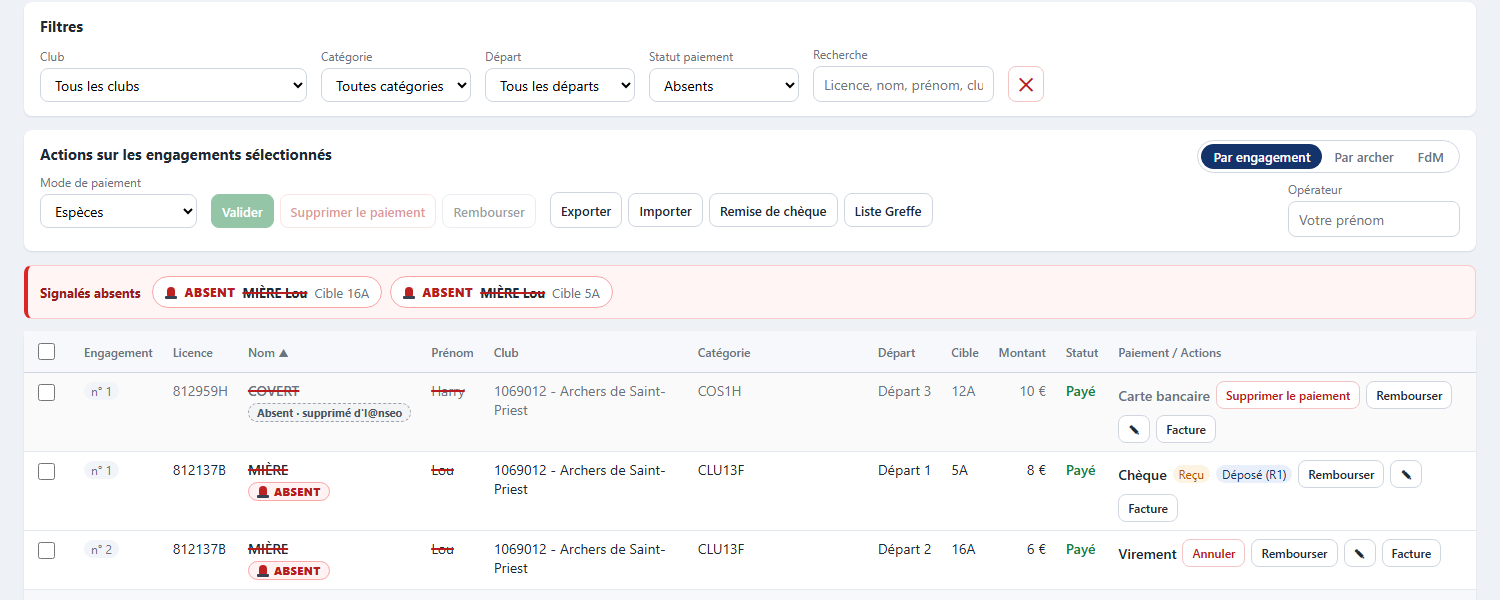 Filtres
Club Catégorie Départ Statut paiement Recherche
Tous les clubs Toutes catégories Tous les départs Absents Licence, nom, prénom, clu
Actions sur les engagements sélectionnés Par engagement Par archer FdM
Mode de paiement Opérateur
Espèces Valider Supprimer le paiement Rembourser Exporter Importer Remise de chèque Liste Greffe Votre prénom
Signalés absents ABSENT MIÈRE Lou Cible 16A ABSENT MIÈRE Lou Cible 5A
Engagement Licence Nom ▲ Prénom Club Catégorie Départ Cible Montant Statut Paiement / Actions
n° 1 812959H COVERT Harry 1069012 - Archers de Saint- COS1H Départ 3 12A 10 € Payé Carte bancaire Supprimer le paiement Rembourser
Absent · supprimé d'I@nseo Priest
Facture
n° 1 812137B MIÈRE Lou 1069012 - Archers de Saint- CLU13F Départ 1 5A 8 € Payé Chèque Reçu Déposé (R1) Rembourser
ABSENT Priest
Facture
n° 2 812137B MIÈRE Lou 1069012 - Archers de Saint- CLU13F Départ 2 16A 6 € Payé Virement Annuler Rembourser Facture
ABSENT Priest